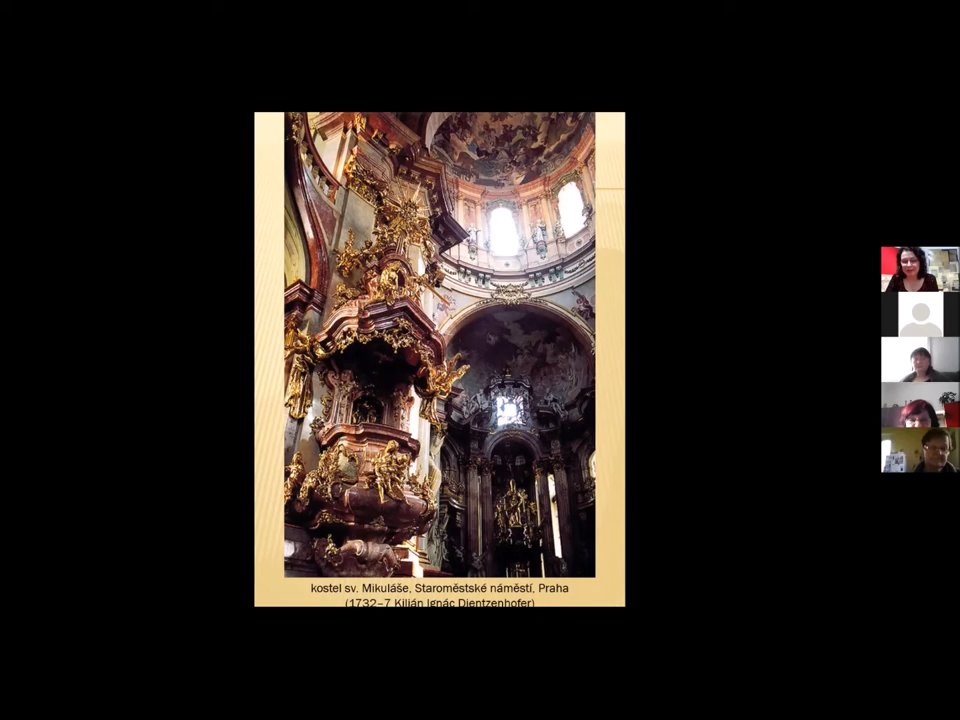 kostel sv. Mikuláše, Staroměstské náměstí, Praha
(1732–7 Kilián Ignác Dientzenhofer)